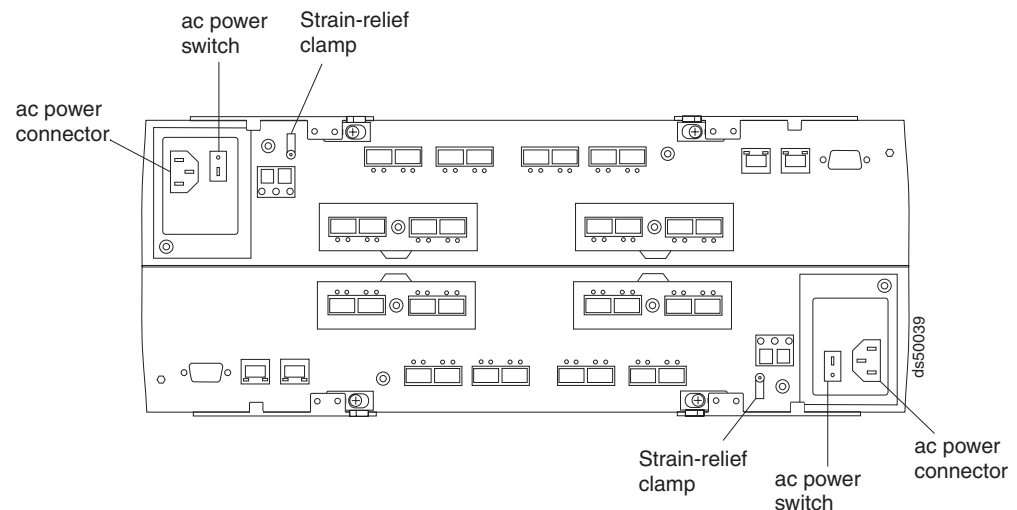 ac power
switch
Strain-relief
clamp
ac power
connector
ds50039
Strain-relief
clamp
ac power
switch
ac power
connector